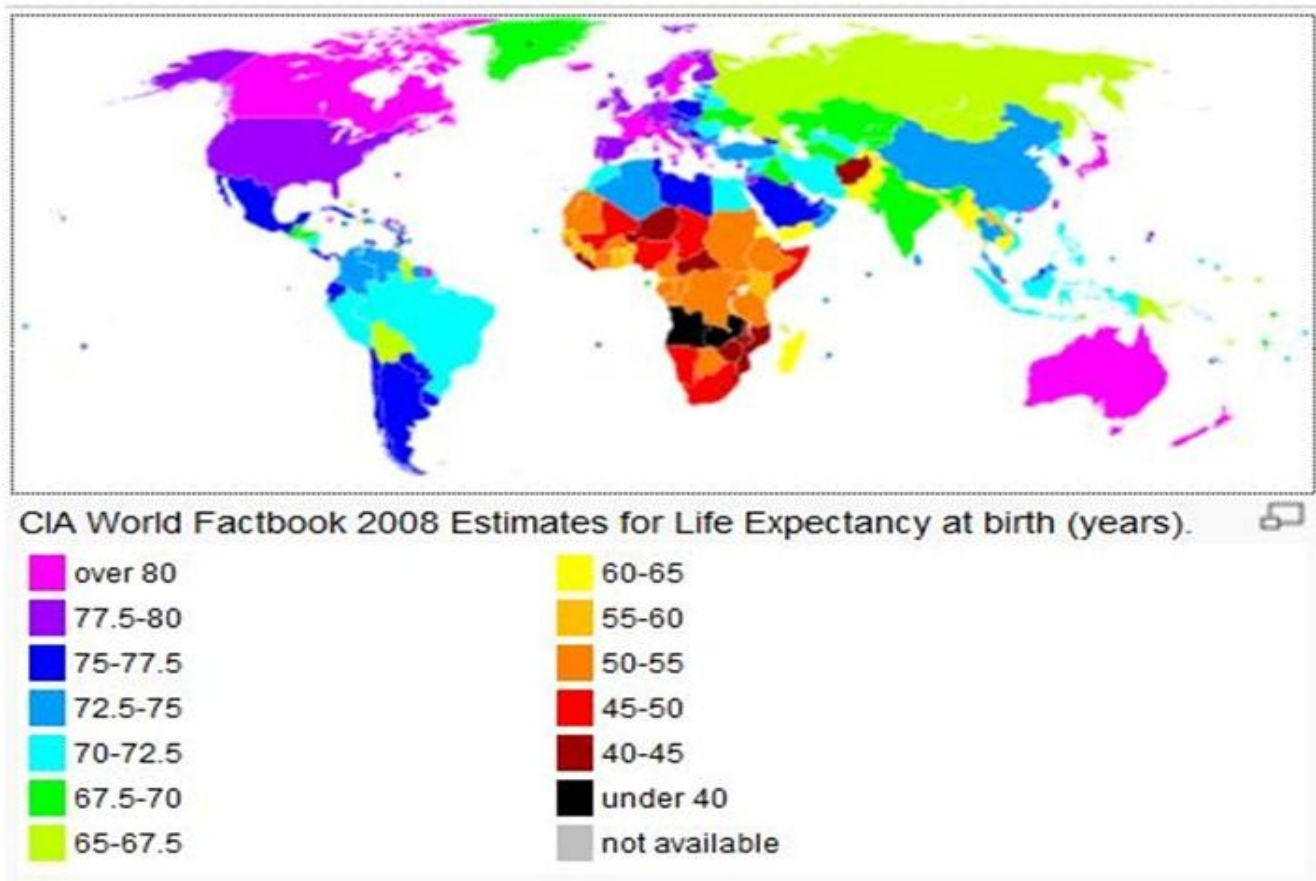 CIA World Factbook 2008 Estimates for Life Expectancy at birth (years).
over 80
77.5-80
75-77.5
72.5-75
70-72.5
67.5-70
65-67.5
60-65
55-60
50-55
45-50
40-45
under 40
not available